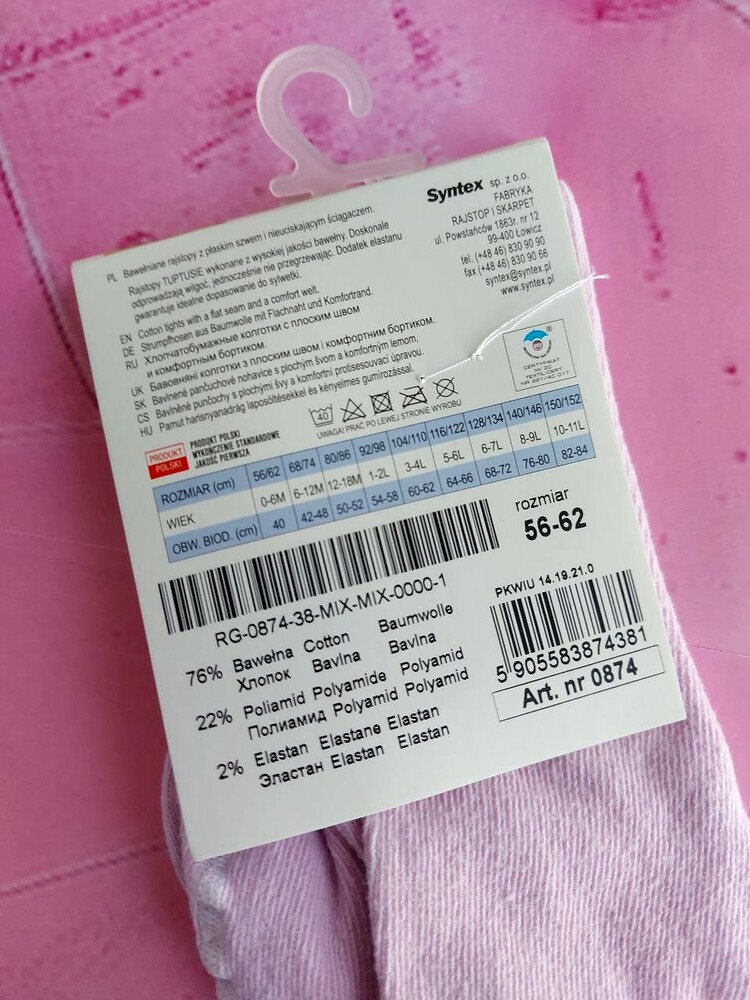 Syntex sp. z o.o.
FABRYKA
RAJSTOP I SKARPET
ul. Powstańców 1863r. nr 12
99-400 Łowicz
tel. (+48 46) 830 90 90
fax (+48 46) 830 90 66
syntex@syntex.pl
www.syntex.pl
PL Bawełniane rajstopy z płaskim szwem i nieuciskającym ściągaczem.
Rajstopy TUPTUSIE wykonane z wysokiej jakości bawełny. Doskonale
odprowadzają wilgoć, jednocześnie nie przegrzewając. Dodatek elastanu
gwarantuje idealne dopasowanie do sylwetki.
EN Cotton tights with a flat seam and a comfort welt.
DE Strumpfhosen aus Baumwolle mit Flachnaht und Komfortrand.
RU Хлопчатобумажные колготки с плоским швом
и комфортным бортиком.
UK Бавовняні колготки з плоским швом і комфортним бортиком.
SK Bavlnené pančuchové nohavice s plochým švom a komfortným lemom.
CS Bavlněné punčochy s plochými švy a komfortní protisesouvací úpravou.
HU Pamut harisnyanadrág laposöltésekkel és kényelmes gumírozással.
CERTYFIKAT
NR 20
TEXTIL-CERT
NR 221/AC 017
40
UWAGA! PRAĆ PO LEWEJ STRONIE WYROBU
PRODUKT POLSKI
PRODUKT POLSKI
WYKOŃCZENIE STANDARDOWE
JAKOŚĆ PIERWSZA
ROZMIAR (cm) 56/62 68/74 80/86 92/98 104/110 116/122 128/134 140/146 150/152
WIEK 0-6M 6-12M 12-18M 1-2L 3-4L 5-6L 6-7L 8-9L 10-11L
OBW. BIOD. (cm) 40 42-48 50-52 54-58 60-62 64-66 68-72 76-80 82-84
rozmiar
56-62
RG-0874-38-MIX-MIX-0000-1
PKWIU 14.19.21.0
5 905583 874381
Art. nr 0874
76% Bawełna Cotton Baumwolle
Хлопок Bavlna Bavlna
22% Poliamid Polyamide Polyamid
Полиамид Polyamid Polyamid
2% Elastan Elastane Elastan
Эластан Elastan Elastan